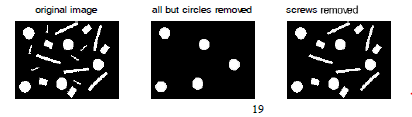 original image all but circles removed screws removed
19